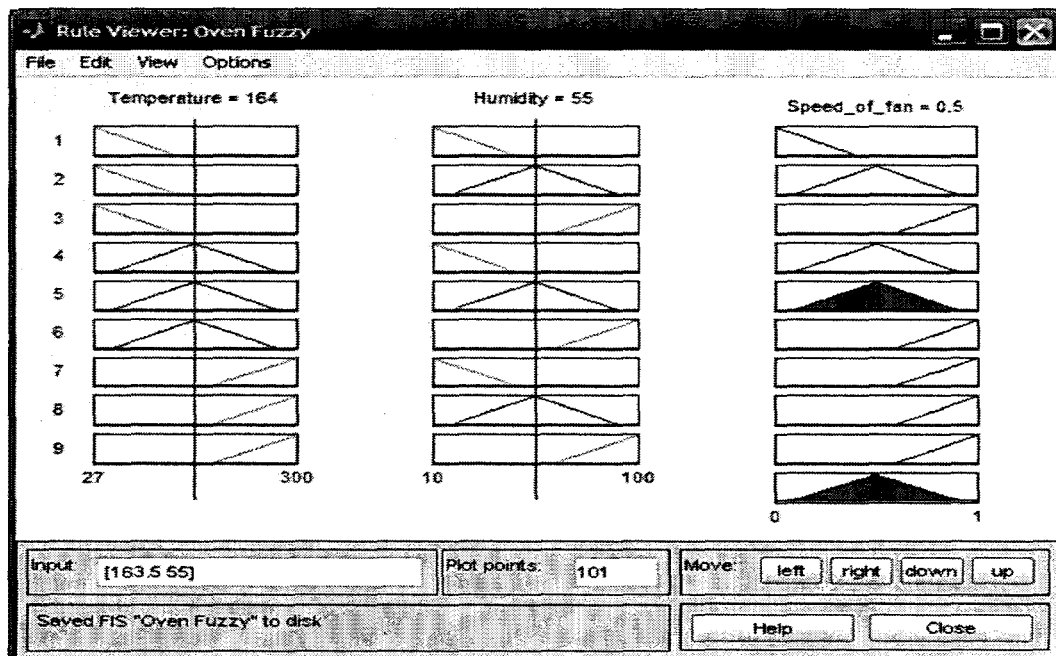 Rule Viewer: Oven Fuzzy
File Edit View Options
Temperature = 164
Humidity = 55
Speed_of_fan = 0.5
1
2
3
4
5
6
7
8
9
27 300
10 100
0 1
Input: [163.5 55]
Plot points: 101
Move: left right down up
Saved FIS "Oven Fuzzy" to disk
Help Close